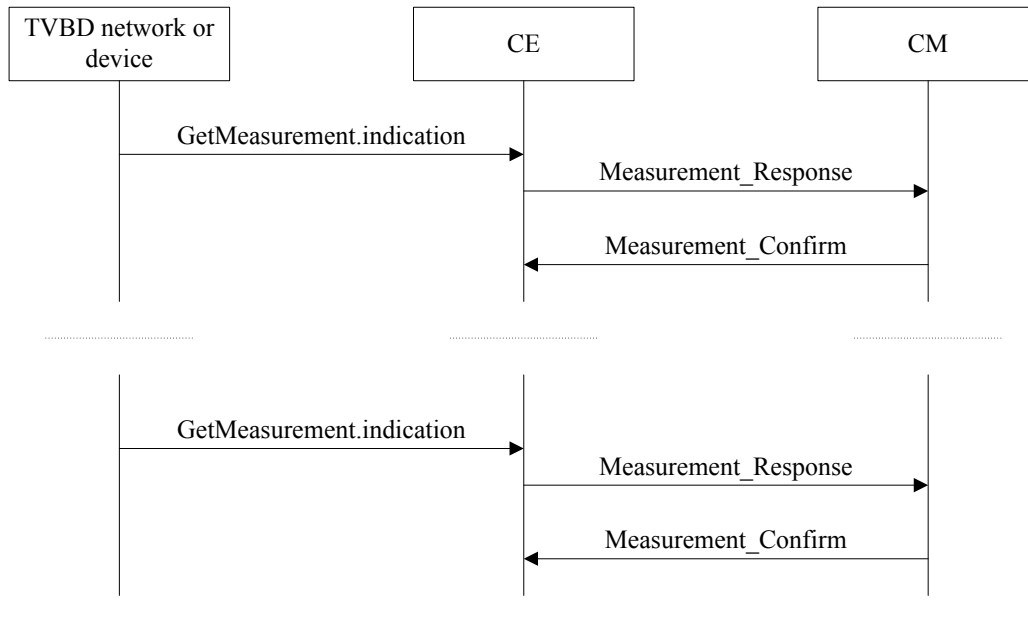 TVBD network or
device
CE
CM
GetMeasurement.indication
Measurement_Response
Measurement_Confirm
GetMeasurement.indication
Measurement_Response
Measurement_Confirm